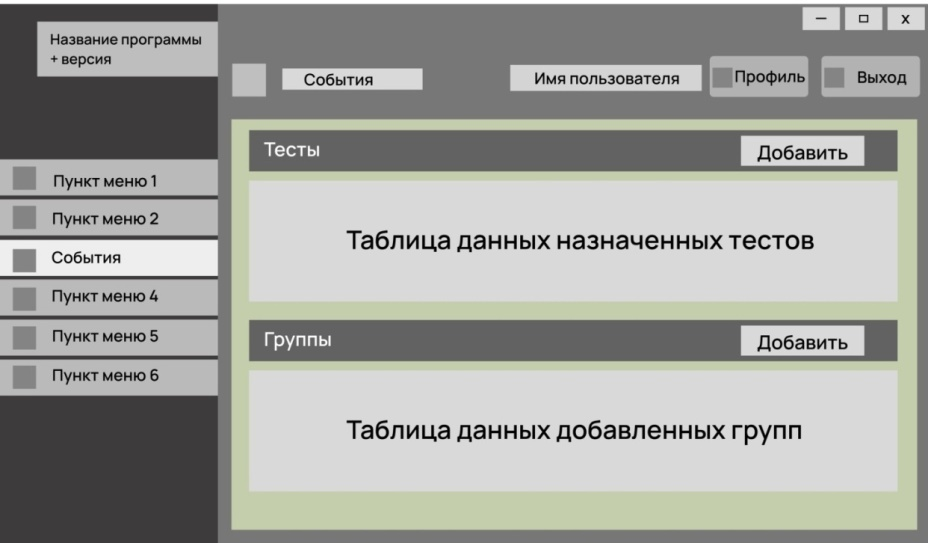 Название программы
+ версия
События
Имя пользователя
Профиль
Выход
X
Пункт меню 1
Пункт меню 2
События
Пункт меню 4
Пункт меню 5
Пункт меню 6
Тесты
Добавить
Таблица данных назначенных тестов
Группы
Добавить
Таблица данных добавленных групп